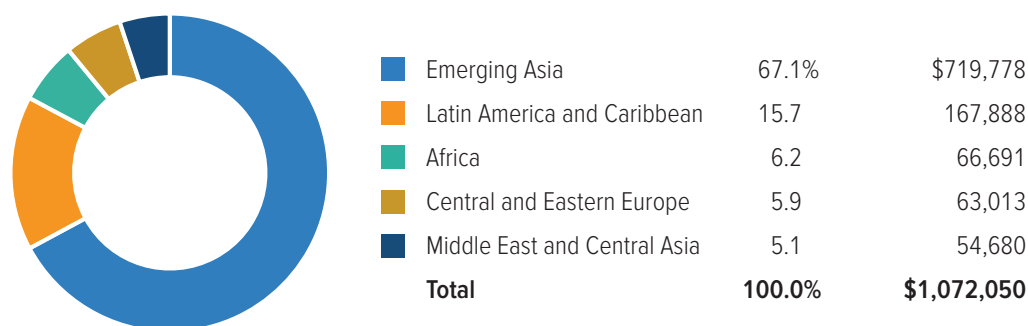 Emerging Asia 67.1% $719,778
Latin America and Caribbean 15.7 167,888
Africa 6.2 66,691
Central and Eastern Europe 5.9 63,013
Middle East and Central Asia 5.1 54,680
Total 100.0% $1,072,050